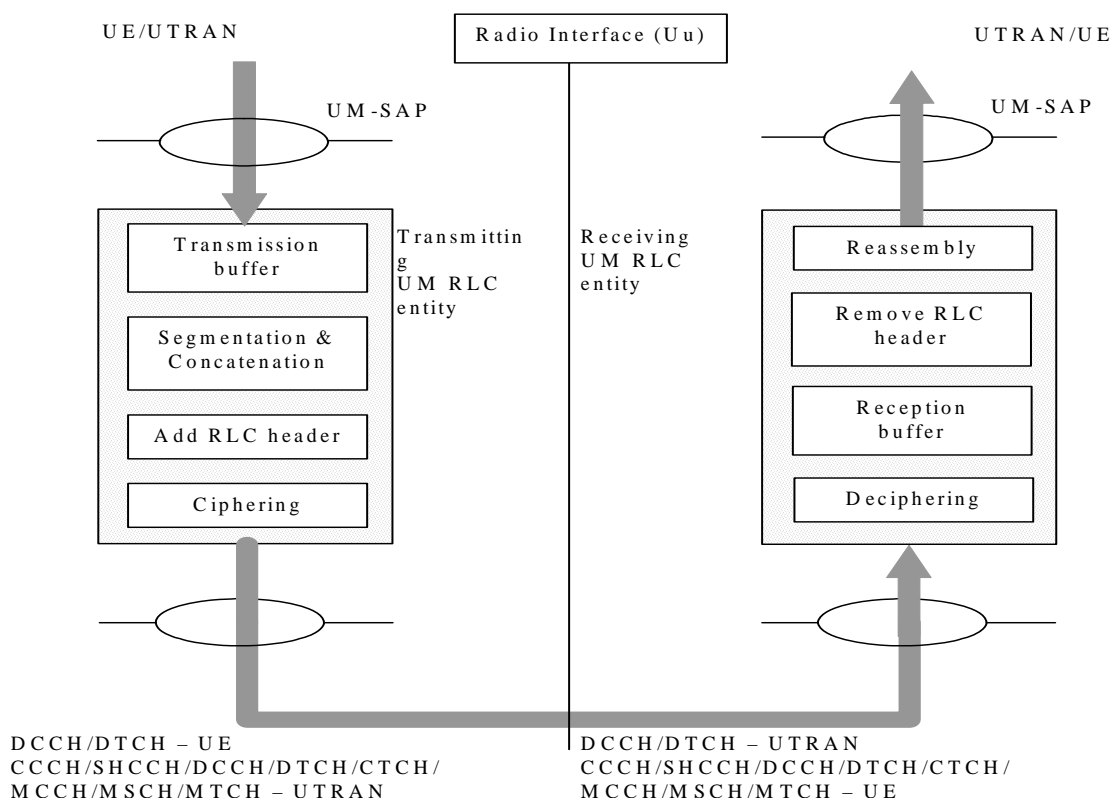 UE/UTRAN
Radio Interface (Uu)
UTRAN/UE
UM-SAP
UM-SAP
Transmission
buffer
Segmentation &
Concatenation
Add RLC header
Ciphering
Transmittin
g
UM RLC
entity
Receiving
UM RLC
entity
Reassembly
Remove RLC
header
Reception
buffer
Deciphering
DCCH/DTCH – UE
CCCH/SHCCH/DCCH/DTCH/CTCH/
MCCH/MSCH/MTCH – UTRAN
DCCH/DTCH – UTRAN
CCCH/SHCCH/DCCH/DTCH/CTCH/
MCCH/MSCH/MTCH – UE